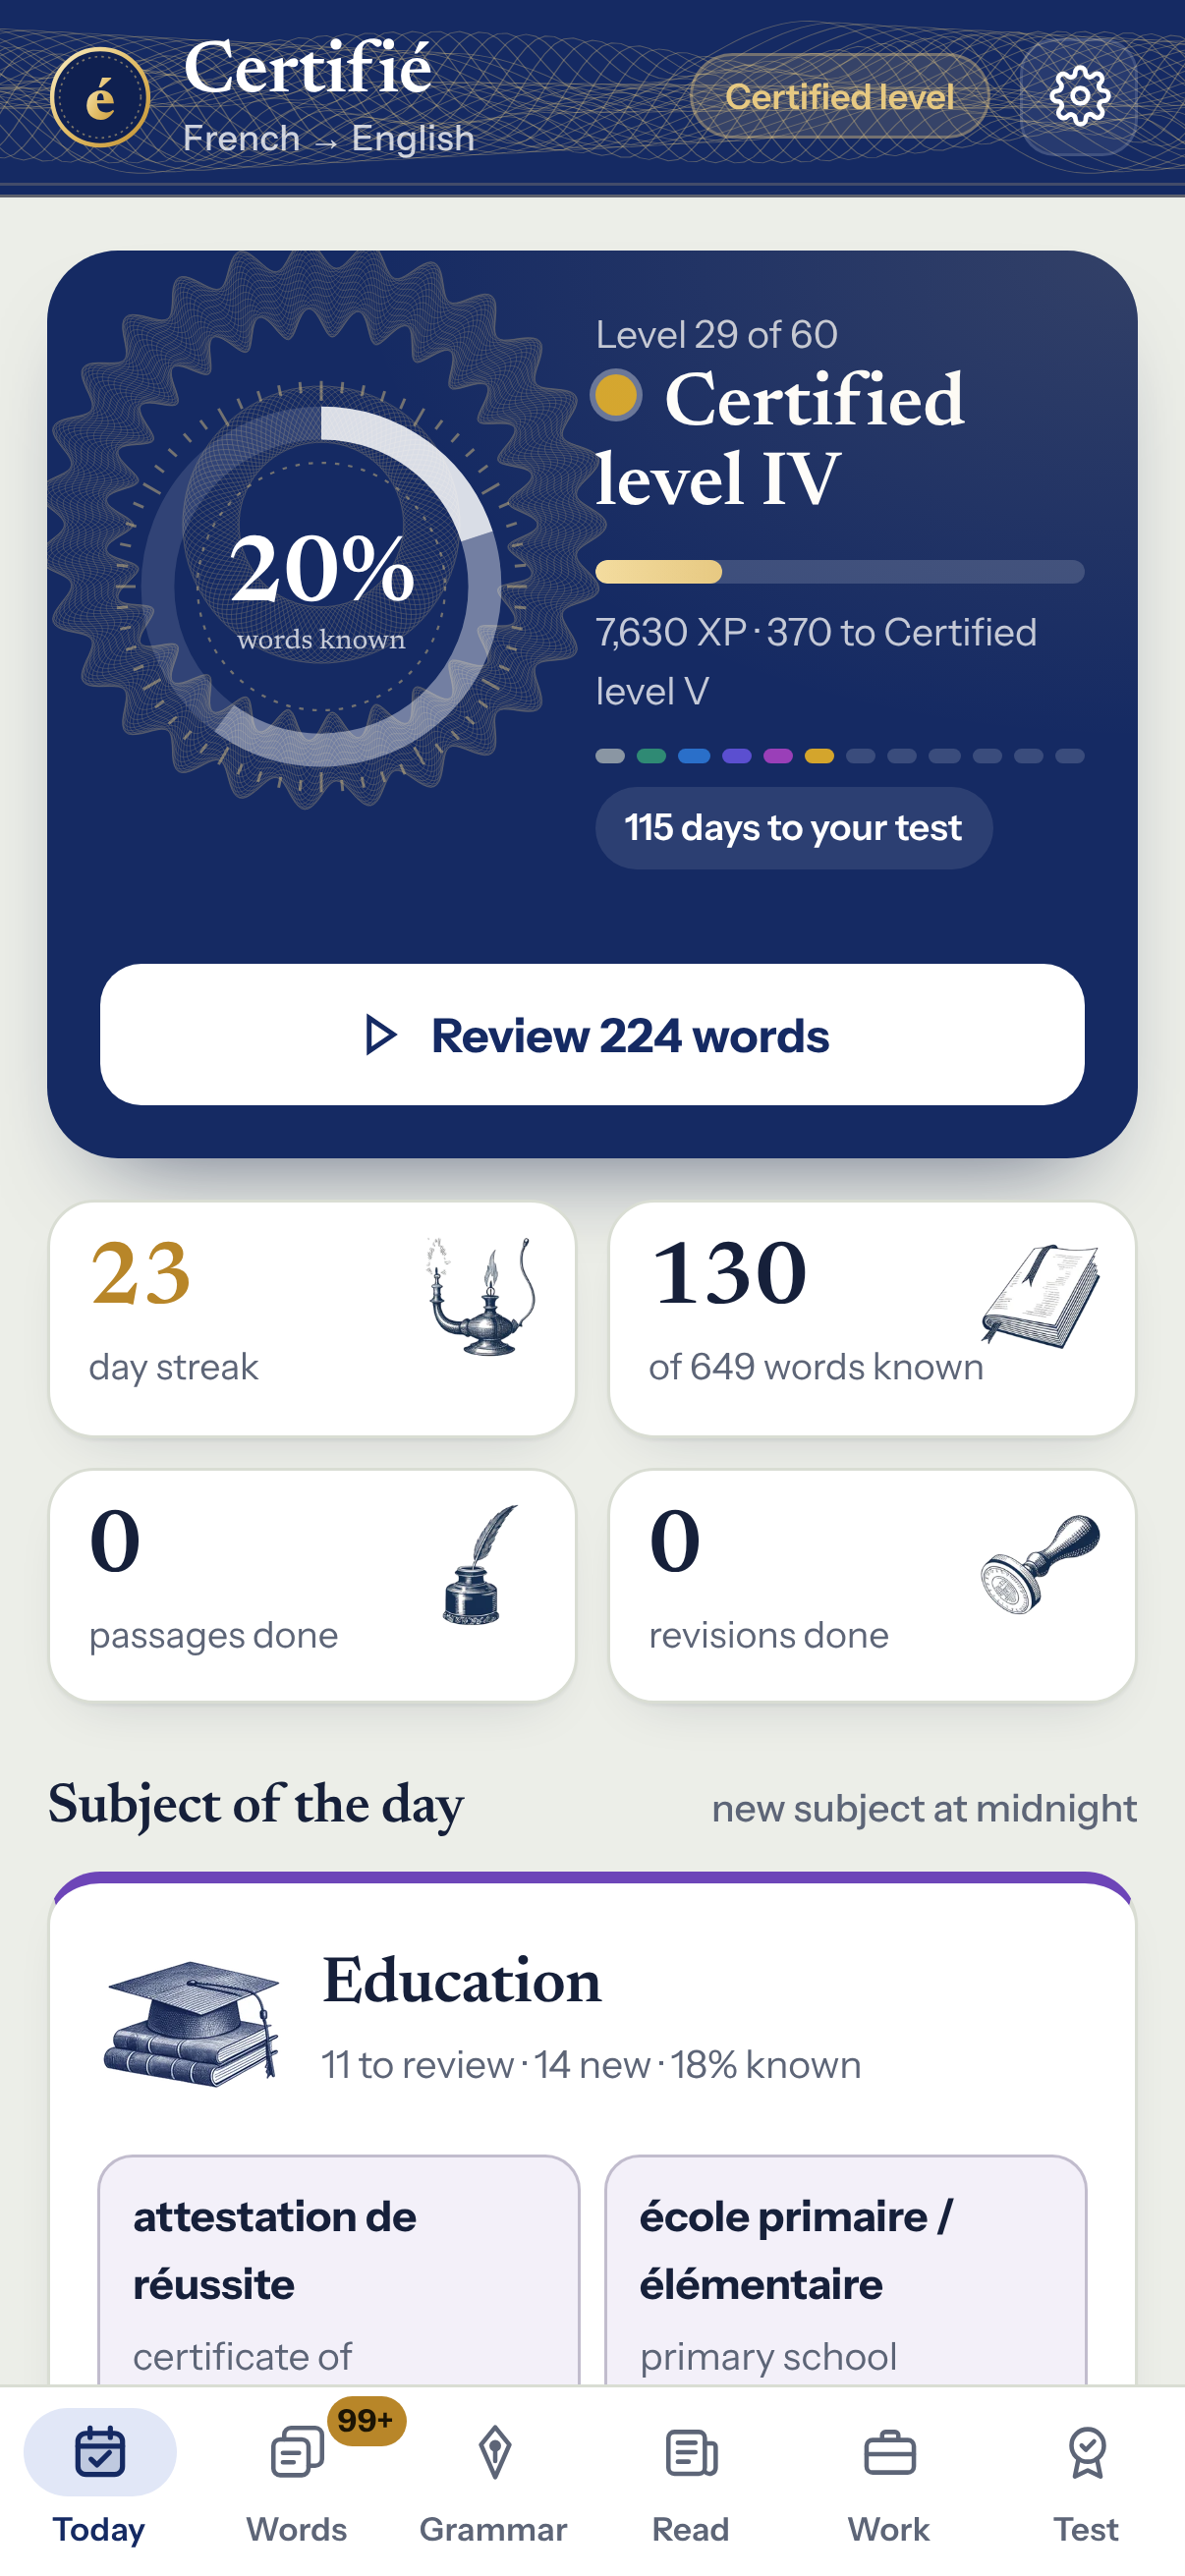 é
Certifié
French → English
Certified level
Level 29 of 60
Certified
level IV
20%
words known
7,630 XP · 370 to Certified
level V
115 days to your test
Review 224 words
23
day streak
130
of 649 words known
0
passages done
0
revisions done
Subject of the day
new subject at midnight
Education
11 to review · 14 new · 18% known
attestation de
réussite
certificate of
école primaire /
élémentaire
primary school
99+
Today
Words
Grammar
Read
Work
Test